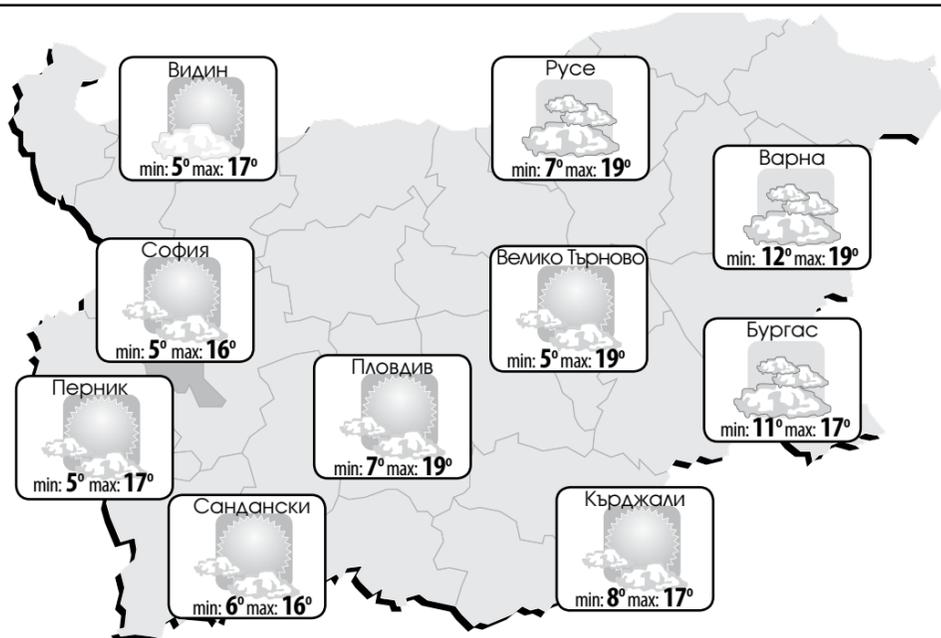 Видин
min: 5° max: 17°
Русе
min: 7° max: 19°
Варна
min: 12° max: 19°
София
min: 5° max: 16°
Велико Търново
min: 5° max: 19°
Бургас
min: 11° max: 17°
Пловдив
min: 7° max: 19°
Перник
min: 5° max: 17°
Сандански
min: 6° max: 16°
Кърджали
min: 8° max: 17°